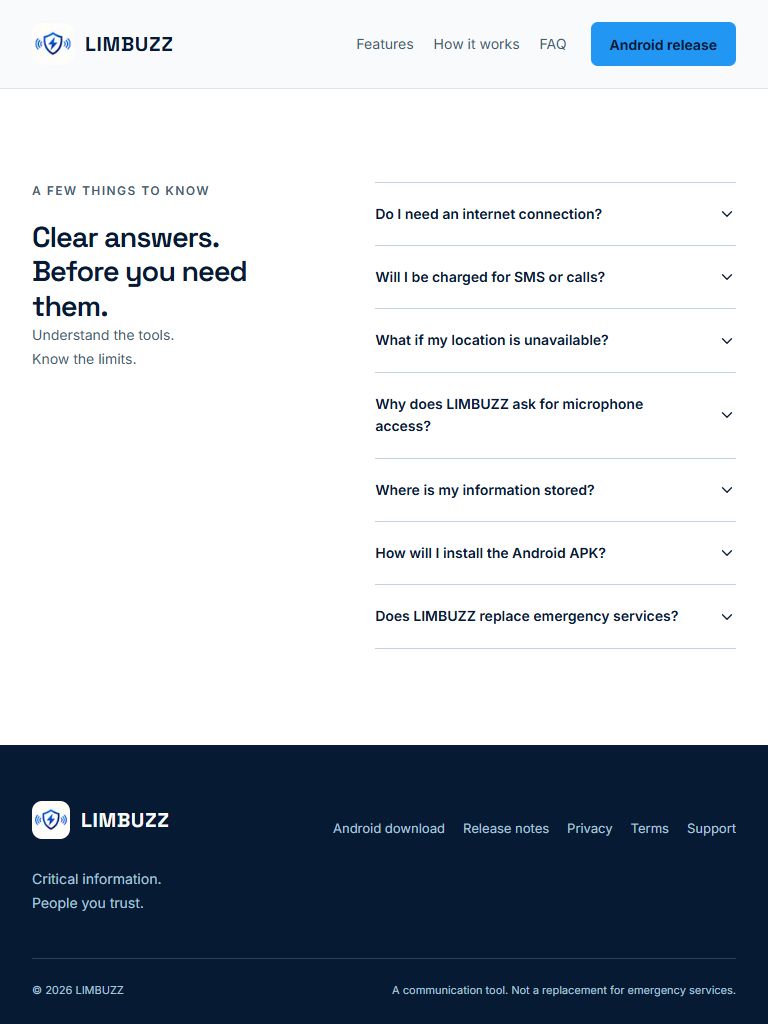 LIMBUZZ
Features
How it works
FAQ
Android release
A FEW THINGS TO KNOW
Clear answers.
Before you need
them.
Understand the tools.
Know the limits.
Do I need an internet connection?
Will I be charged for SMS or calls?
What if my location is unavailable?
Why does LIMBUZZ ask for microphone
access?
Where is my information stored?
How will I install the Android APK?
Does LIMBUZZ replace emergency services?
LIMBUZZ
Critical information.
People you trust.
Android download
Release notes
Privacy
Terms
Support
© 2026 LIMBUZZ
A communication tool. Not a replacement for emergency services.